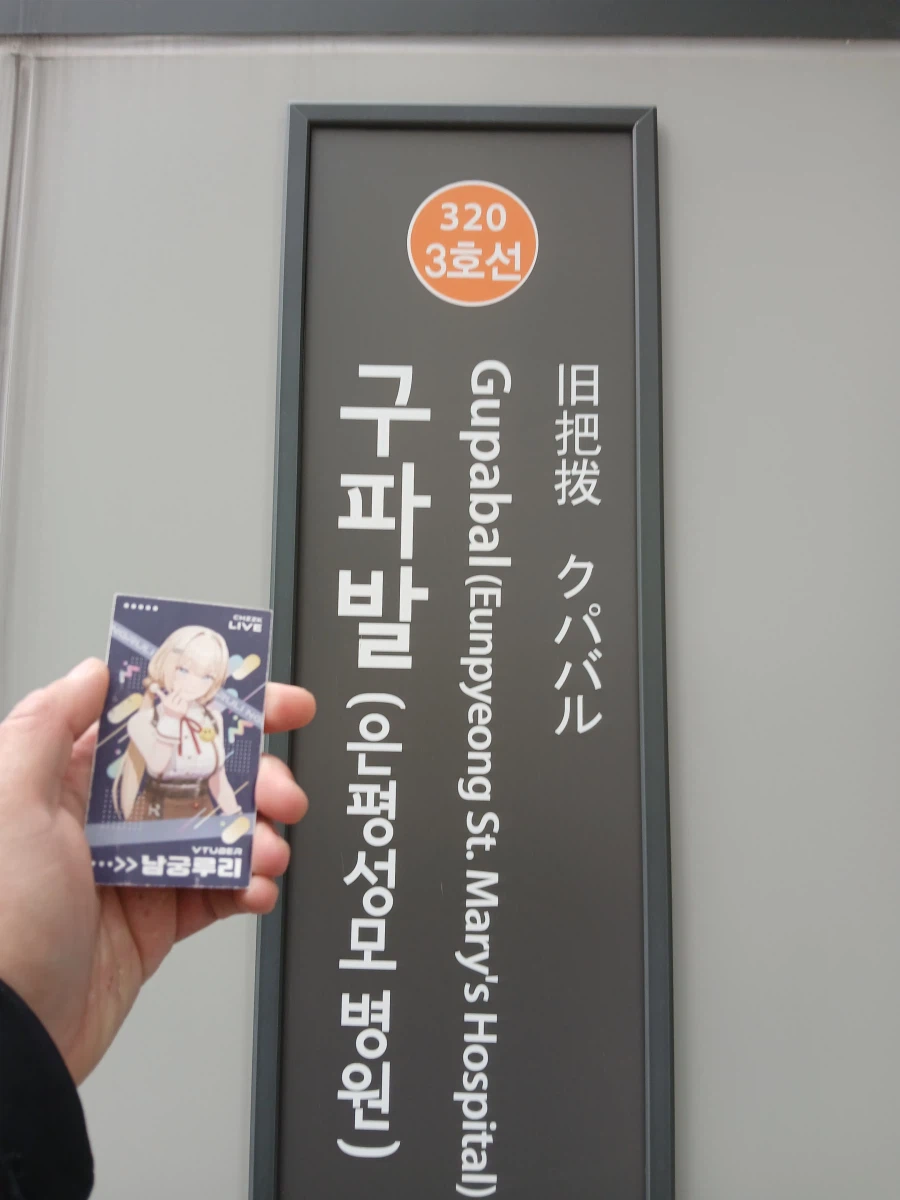 320
3호선
구파발 (은평성모 병원)
Gupabal (Eunpyeong St. Mary's Hospital)
旧把拨 クパバル
LIVE
VTUBER
남궁루리